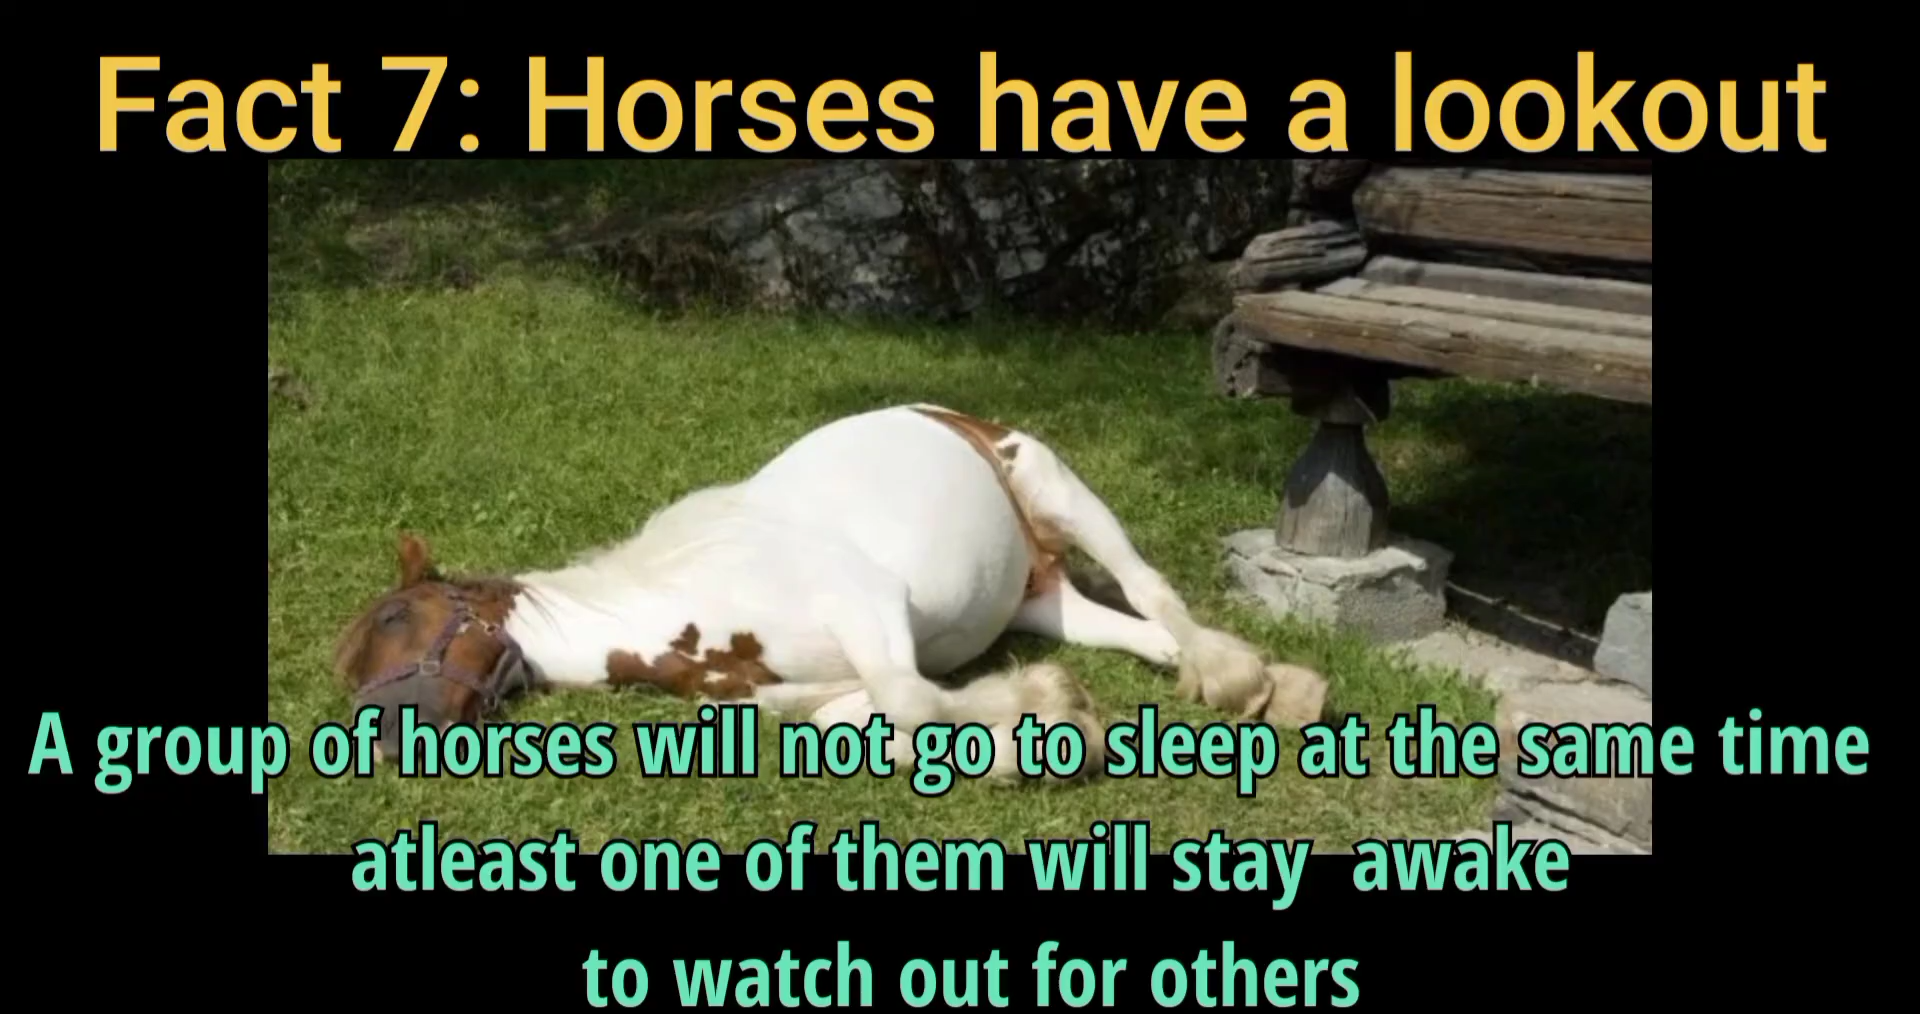 Fact 7: Horses have a lookout
A group of horses will not go to sleep at the same time
atleast one of them will stay  awake
to watch out for others